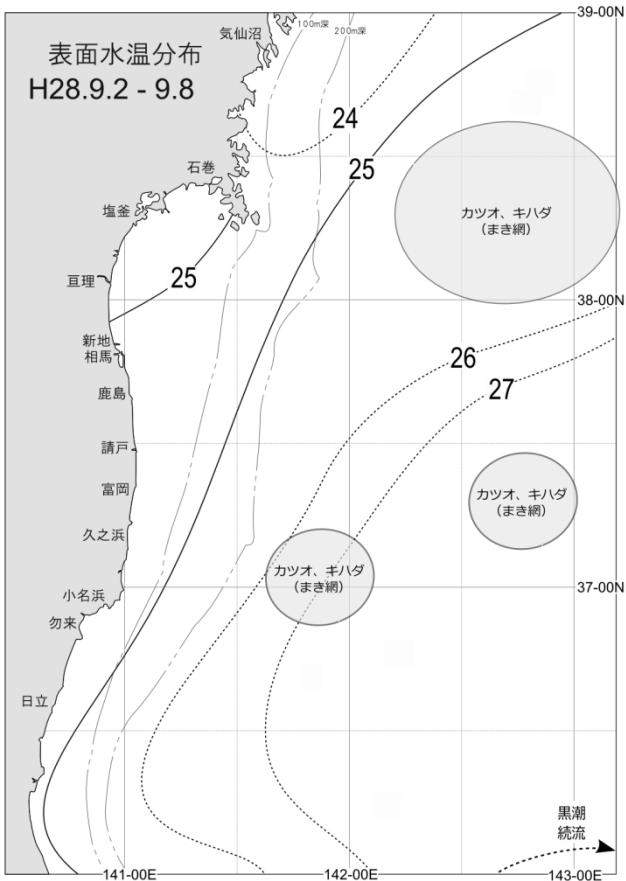 表面水温分布
H28.9.2 - 9.8
気仙沼
100m深
200m深
39-00N
24
25
石巻
塩釜
カツオ、キハダ
(まき網)
亘理
25
38-00N
新地
相馬
26
27
鹿島
請戸
富岡
カツオ、キハダ
(まき網)
久之浜
カツオ、キハダ
(まき網)
37-00N
小名浜
勿来
日立
黒潮
続流
141-00E
142-00E
143-00E